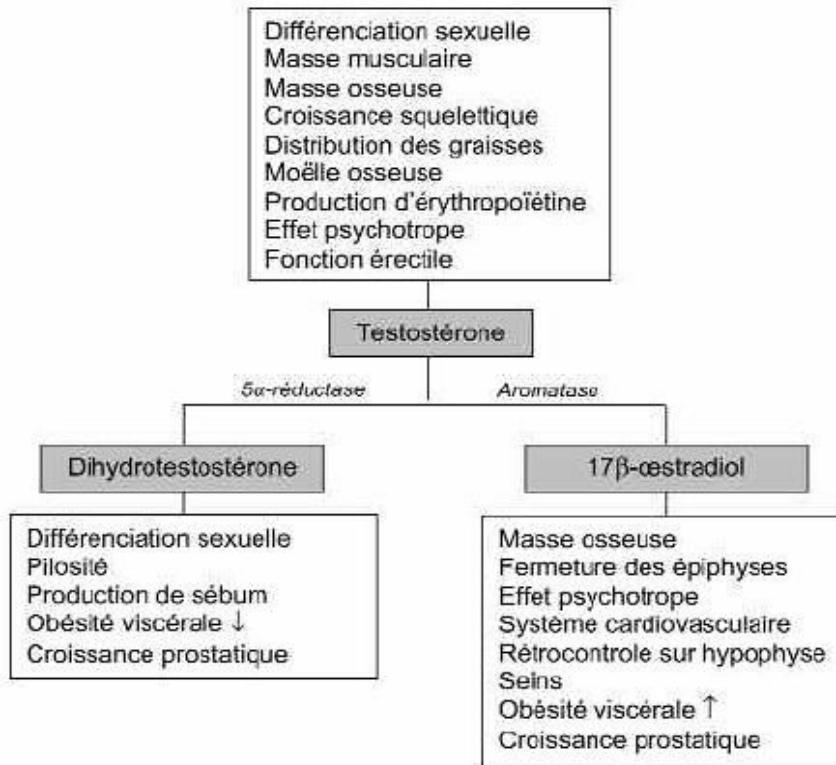 Différenciation sexuelle
Masse musculaire
Masse osseuse
Croissance squelettique
Distribution des graisses
Moëlle osseuse
Production d'érythropoïétine
Effet psychotrope
Fonction érectile
Testostérone
5α-réductase
Aromatase
Dihydrotestostérone
Différenciation sexuelle
Pilosité
Production de sébum
Obésité viscérale ↓
Croissance prostatique
17β-œstradiol
Masse osseuse
Fermeture des épiphyses
Effet psychotrope
Système cardiovasculaire
Rétrocontrole sur hypophyse
Seins
Obésité viscérale ↑
Croissance prostatique